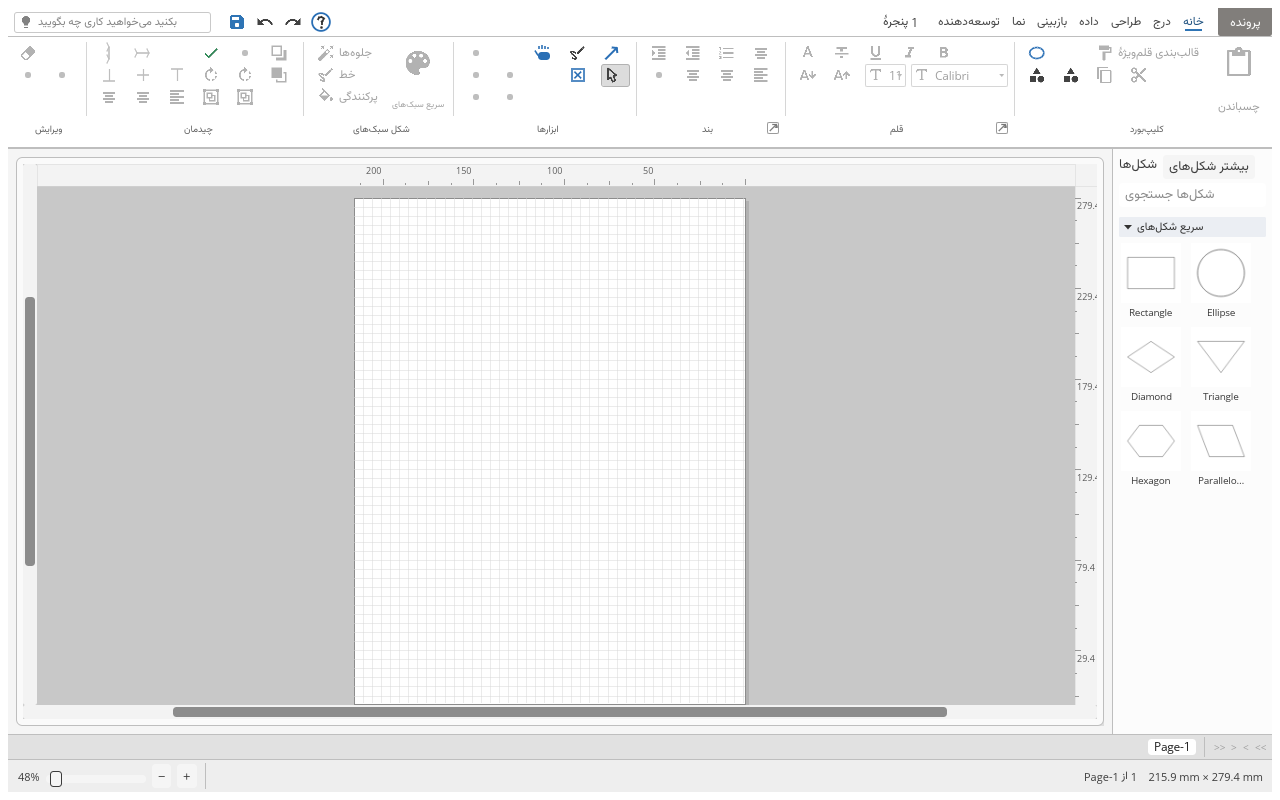 پرونده
خانه
درج
طراحی
داده
بازبینی
نما
توسعه‌دهنده
پنجرهٔ 1
بکنید می‌خواهید کاری چه بگویید
چسباندن
قالب‌بندی قلم‌ویژهٔ
کلیپ‌بورد
Calibri
11
قلم
بند
ابزارها
سریع سبک‌های
جلوه‌ها
خط
پرکنندگی
شکل سبک‌های
چیدمان
ویرایش
شکل‌ها
بیشتر شکل‌های
شکل‌ها جستجوی
سریع شکل‌های
Rectangle
Ellipse
Diamond
Triangle
Hexagon
Parallelo...
200
150
100
50
279.4
229.4
179.4
129.4
79.4
29.4
Page-1
<< < > >>
48%
− +
Page-1 از 1
215.9 mm × 279.4 mm